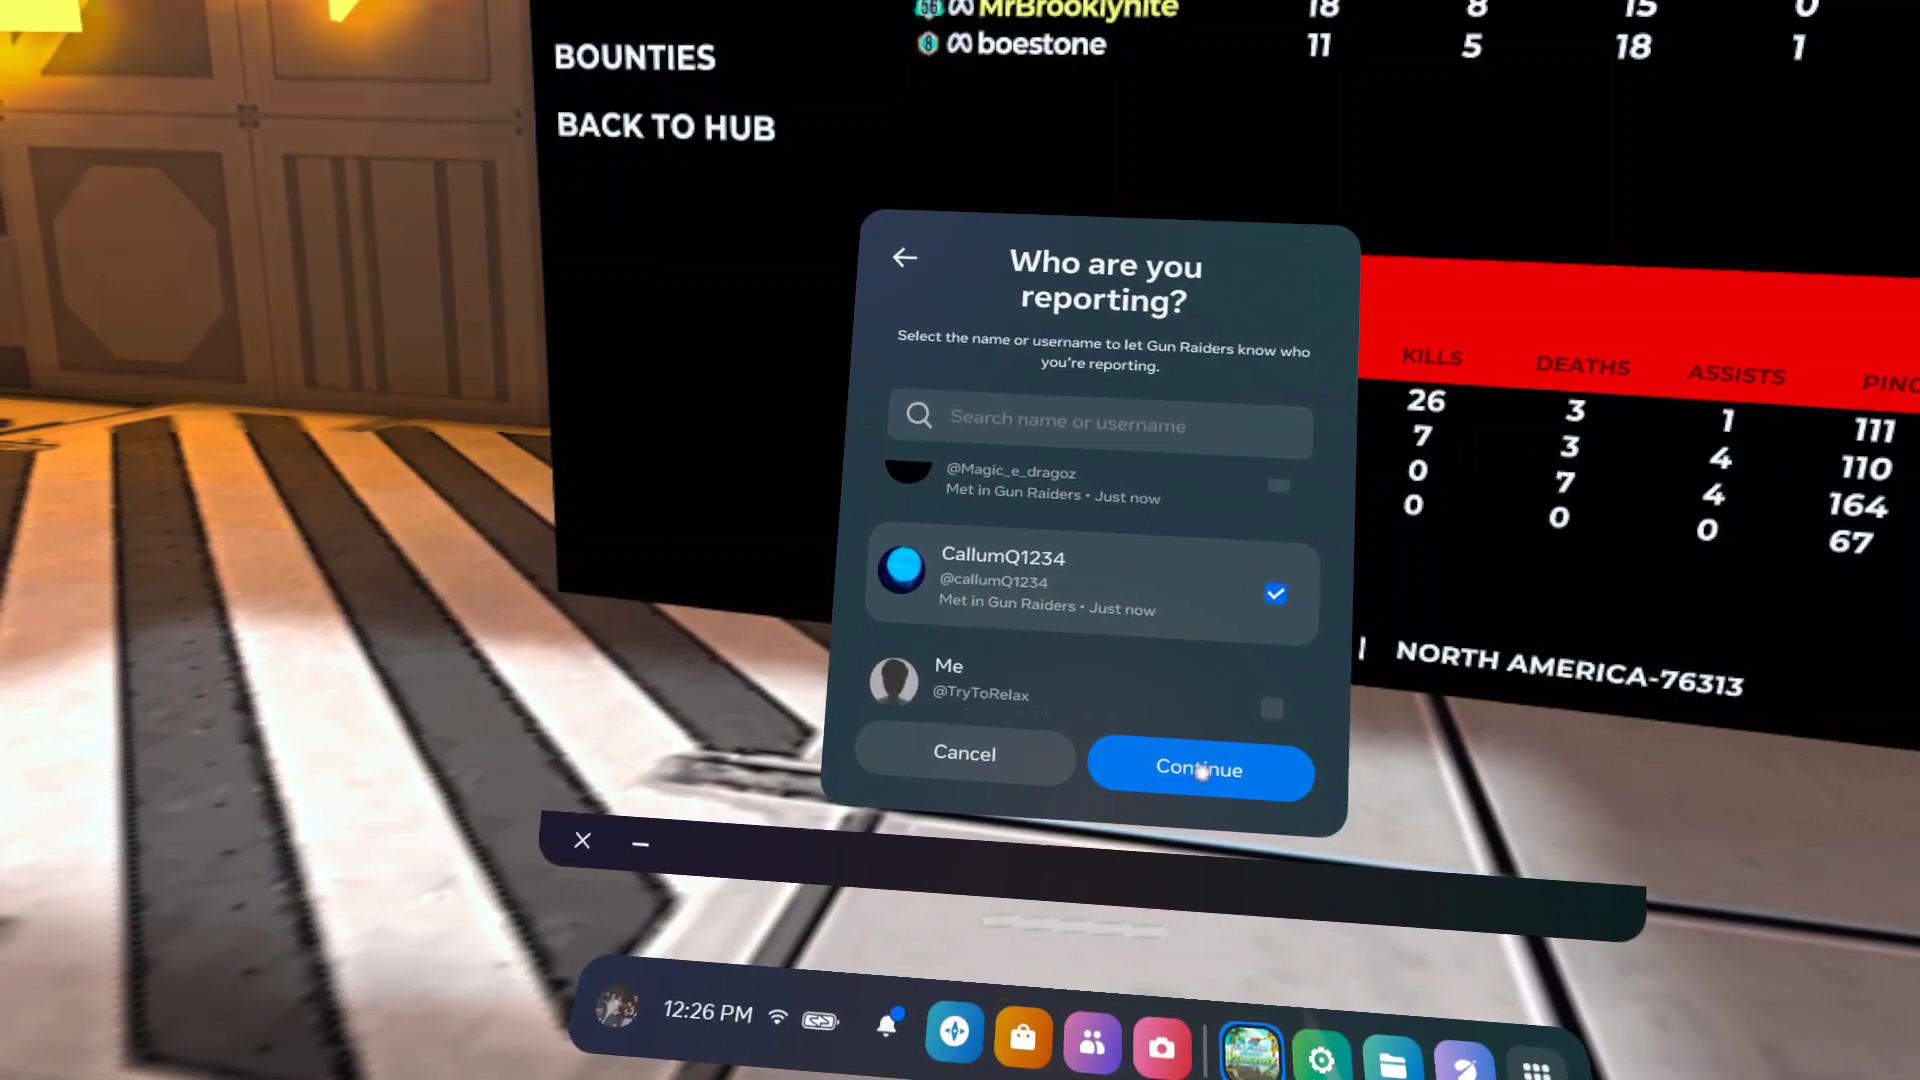 56 MrBrooklynite 18 8 15 0
8 boestone 11 5 18 1
BOUNTIES
BACK TO HUB
Who are you
reporting?
Select the name or username to let Gun Raiders know who
you're reporting.
Search name or username
@Magic_e_dragoz
Met in Gun Raiders • Just now
CallumQ1234
@callumQ1234
Met in Gun Raiders • Just now
Me
@TryToRelax
Cancel
Continue
KILLS DEATHS ASSISTS PING
26 3 1 111
7 3 4 110
0 7 4 164
0 0 0 67
| NORTH AMERICA-76313
12:26 PM